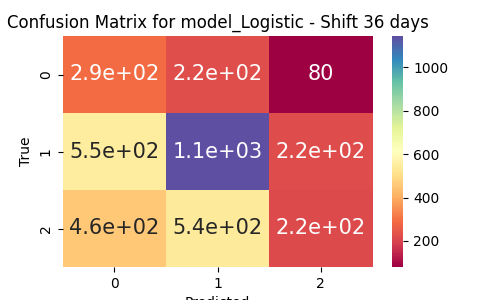 Confusion Matrix for model_Logistic - Shift 36 days
0 2.9e+02 2.2e+02 80
1 5.5e+02 1.1e+03 2.2e+02
2 4.6e+02 5.4e+02 2.2e+02
True
0 1 2
Predicted
1000
800
600
400
200